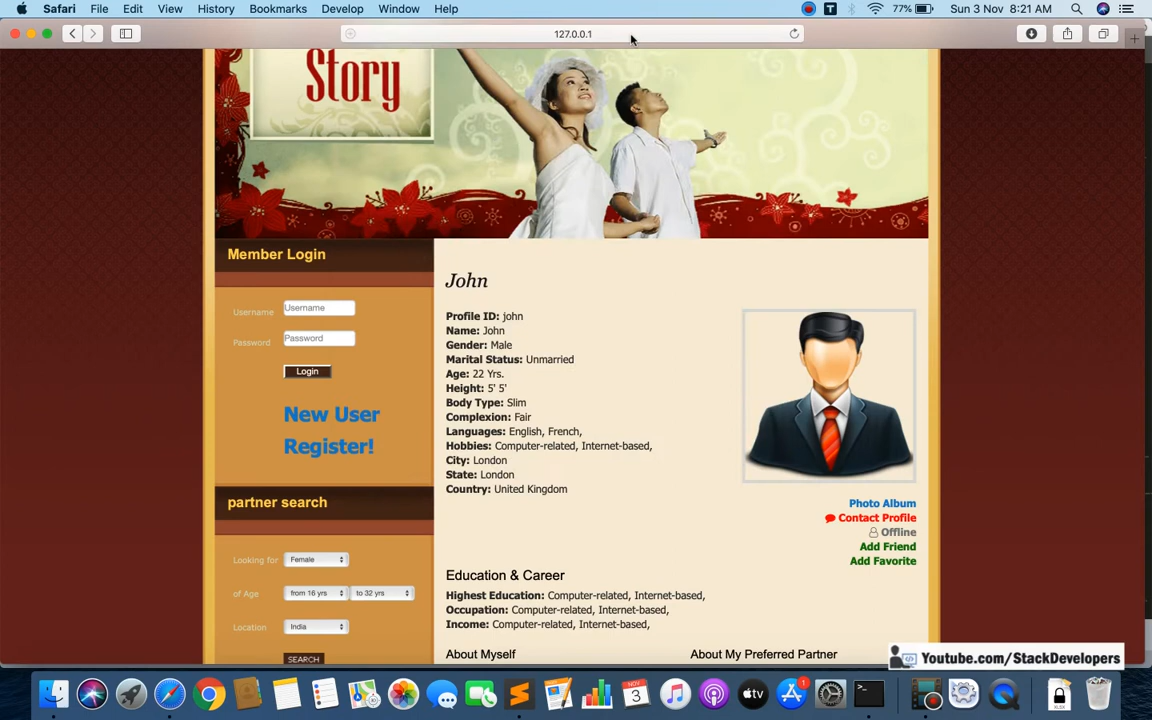 Safari File Edit View History Bookmarks Develop Window Help
77% Sun 3 Nov 8:21 AM
127.0.0.1
Story
Member Login
Username Username
Password Password
Login
New User
Register!
partner search
Looking for Female
of Age from 16 yrs to 32 yrs
Location India
SEARCH
John
Profile ID: john
Name: John
Gender: Male
Marital Status: Unmarried
Age: 22 Yrs.
Height: 5' 5'
Body Type: Slim
Complexion: Fair
Languages: English, French,
Hobbies: Computer-related, Internet-based,
City: London
State: London
Country: United Kingdom
Photo Album
Contact Profile
Offline
Add Friend
Add Favorite
Education & Career
Highest Education: Computer-related, Internet-based,
Occupation: Computer-related, Internet-based,
Income: Computer-related, Internet-based,
About Myself About My Preferred Partner
Youtube.com/StackDevelopers
NOV
3
tv
1
XLSX